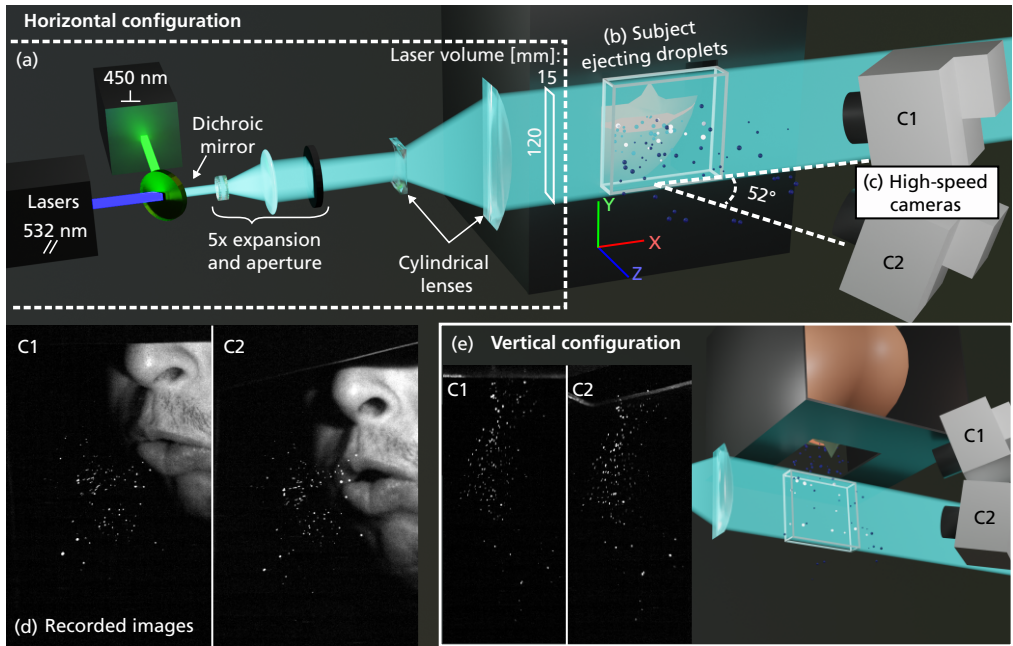 Horizontal configuration
(a)
450 nm
⊥
Dichroic
mirror
Lasers
532 nm
//
5x expansion
and aperture
Cylindrical
lenses
Laser volume [mm]:
15
120
(b) Subject
ejecting droplets
Y
X
Z
52°
C1
(c) High-speed
cameras
C2
C1
C2
(d) Recorded images
(e) Vertical configuration
C1
C2
C1
C2